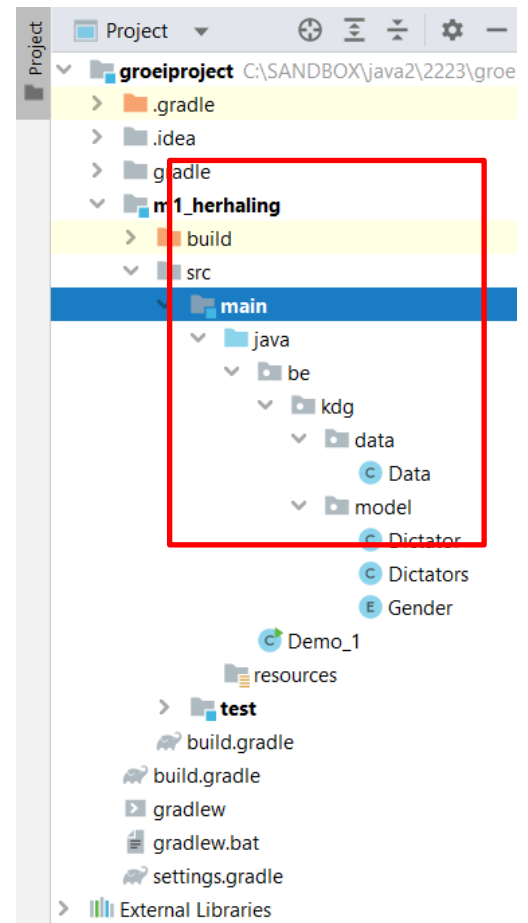 Project
Project
groeiproject C:\SANDBOX\java2\2223\groe
.gradle
.idea
gradle
m1_herhaling
build
src
main
java
be
kdg
data
C Data
model
C Dictator
C Dictators
E Gender
C Demo_1
resources
test
build.gradle
build.gradle
gradlew
gradlew.bat
settings.gradle
External Libraries